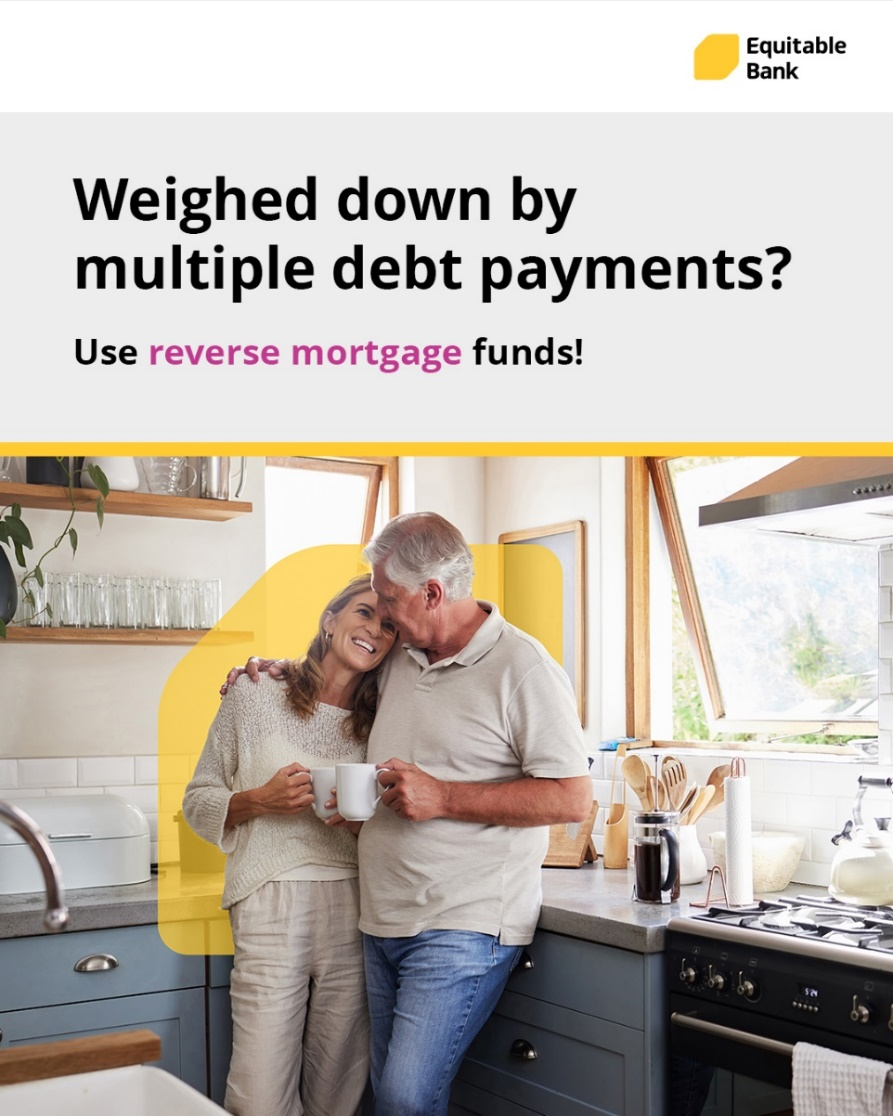 Equitable
Bank
Weighed down by
multiple debt payments?
Use reverse mortgage funds!